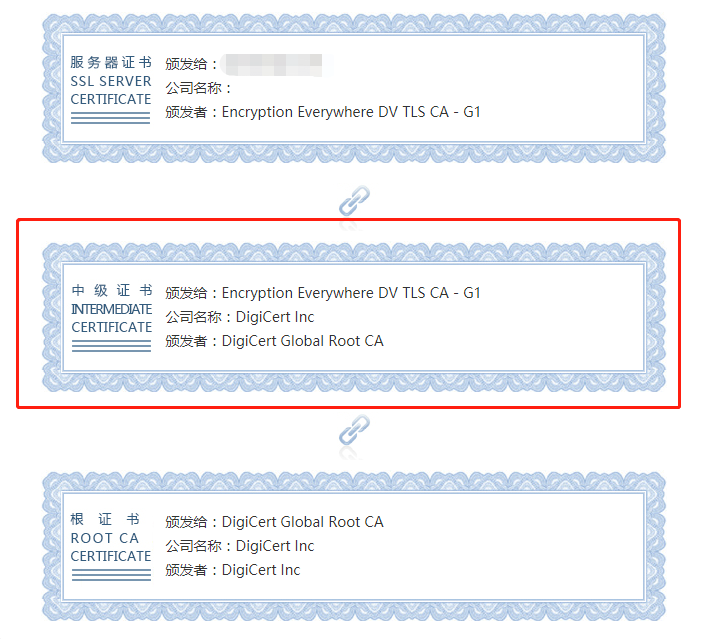 服务器证书
SSL SERVER
CERTIFICATE
颁发给：
公司名称：
颁发者：Encryption Everywhere DV TLS CA - G1
中级证书
INTERMEDIATE
CERTIFICATE
颁发给：Encryption Everywhere DV TLS CA - G1
公司名称：DigiCert Inc
颁发者：DigiCert Global Root CA
根证书
ROOT CA
CERTIFICATE
颁发给：DigiCert Global Root CA
公司名称：DigiCert Inc
颁发者：DigiCert Inc